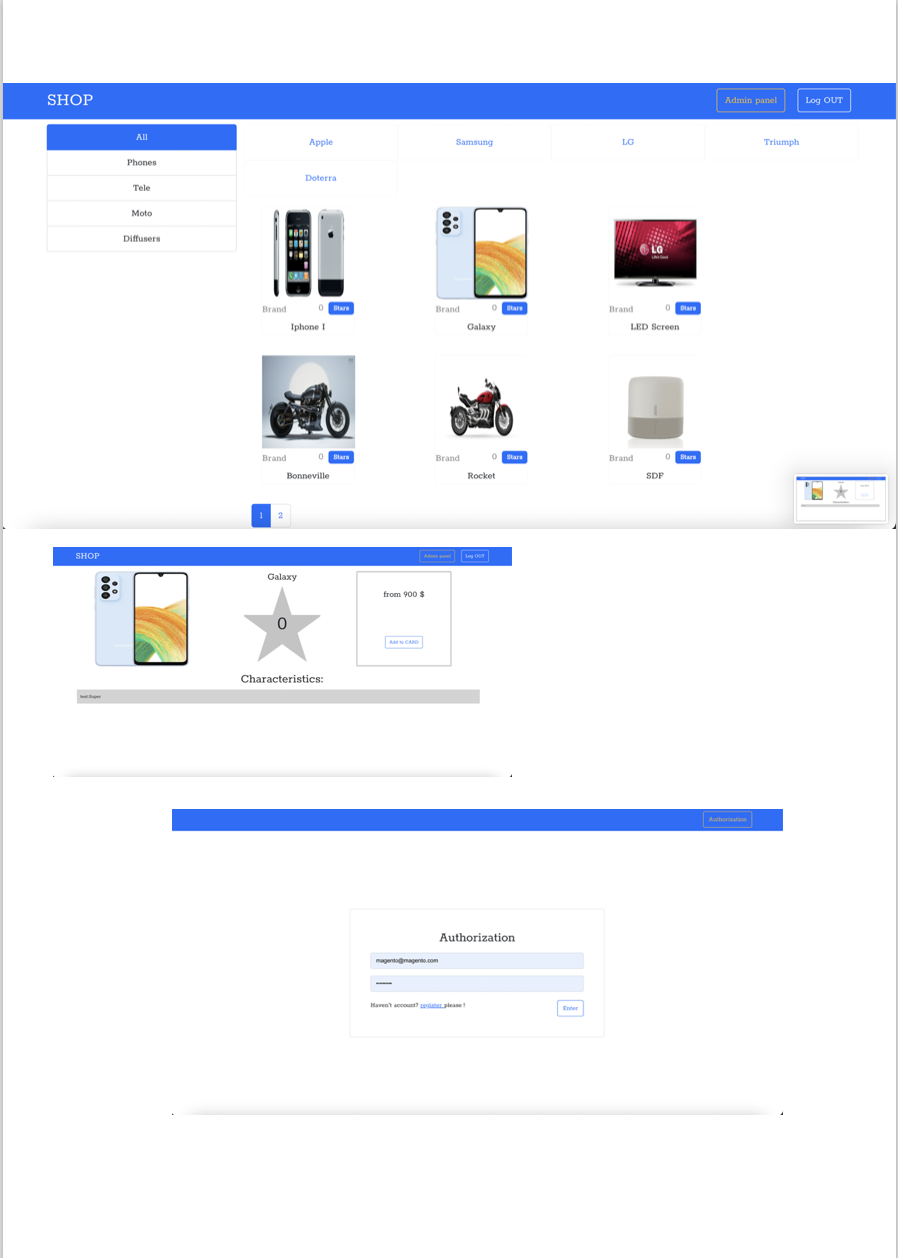 SHOP
Admin panel
Log OUT
All
Phones
Tele
Moto
Diffusers
Apple
Samsung
LG
Triumph
Doterra
LG
Brand 0 Stars
Iphone I
Brand 0 Stars
Galaxy
Brand 0 Stars
LED Screen
Brand 0 Stars
Bonneville
Brand 0 Stars
Rocket
Brand 0 Stars
SDF
1 2
SHOP
Admin panel
Log OUT
Galaxy
0
from 900 $
Add to CARD
Characteristics:
Authorization
Authorization
magento@magento.com
Haven't account? register please !
Enter